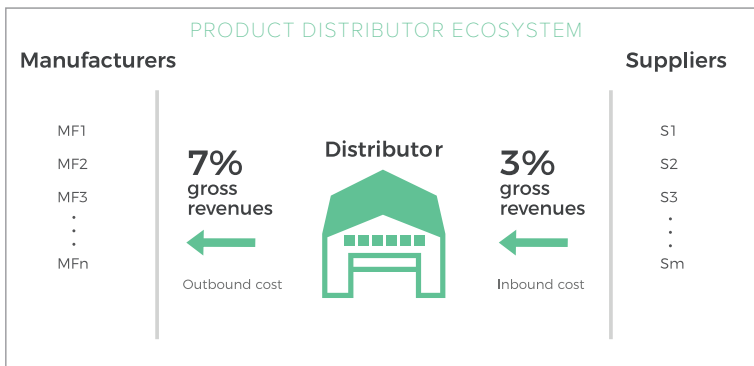 PRODUCT DISTRIBUTOR ECOSYSTEM
Manufacturers
MF1
MF2
MF3
MFn
7%
gross
revenues
Outbound cost
Distributor
3%
gross
revenues
Inbound cost
Suppliers
S1
S2
S3
Sm